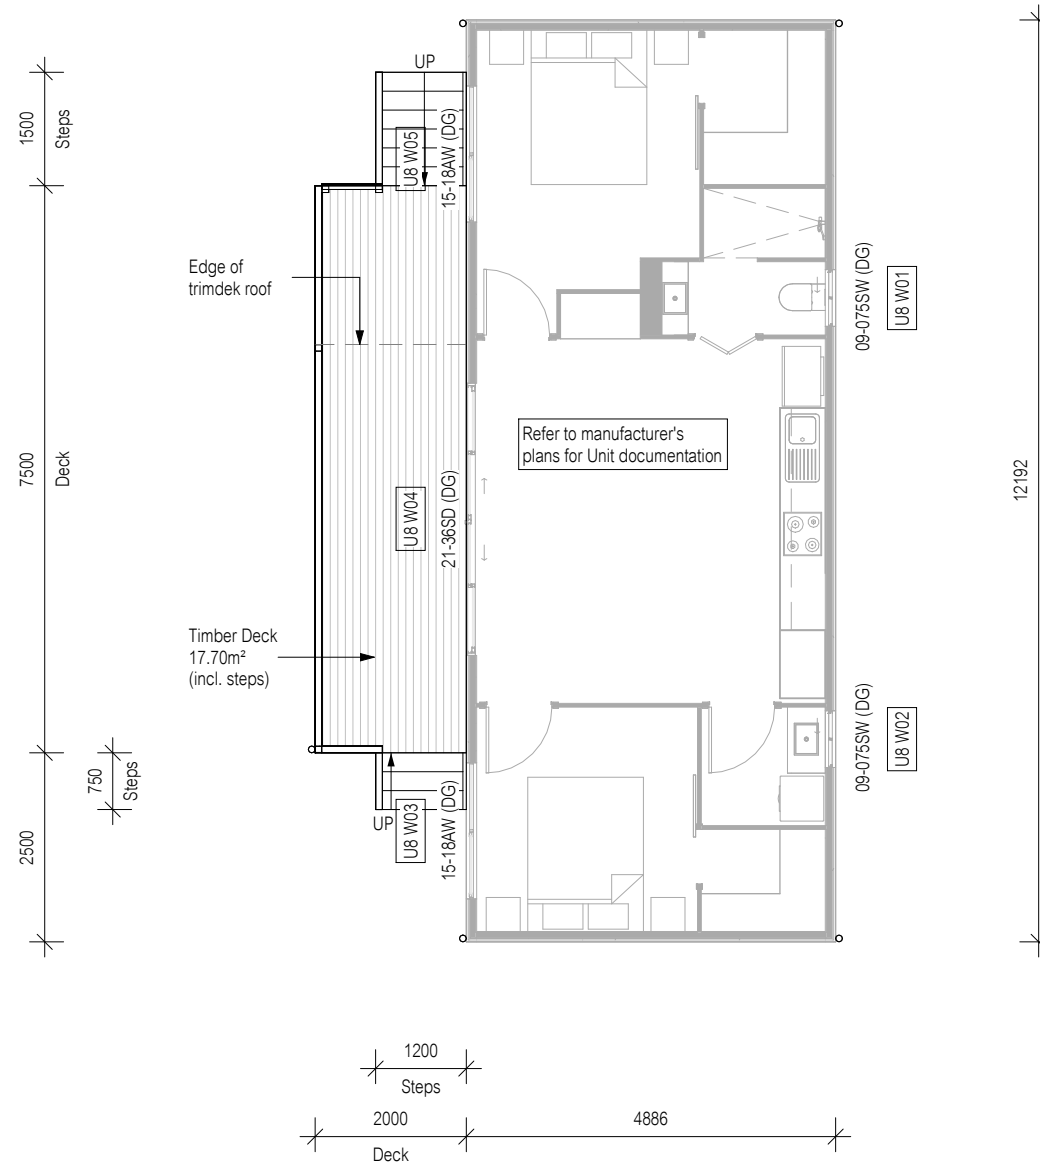 UP
1500
Steps
U8 W05
15-18AW (DG)
Edge of
trimdek roof
09-075SW (DG)
U8 W01
Refer to manufacturer's
plans for Unit documentation
7500
Deck
U8 W04
21-36SD (DG)
12192
Timber Deck
17.70m²
(incl. steps)
09-075SW (DG)
U8 W02
750
Steps
2500
UP
U8 W03
15-18AW (DG)
1200
Steps
2000
Deck
4886